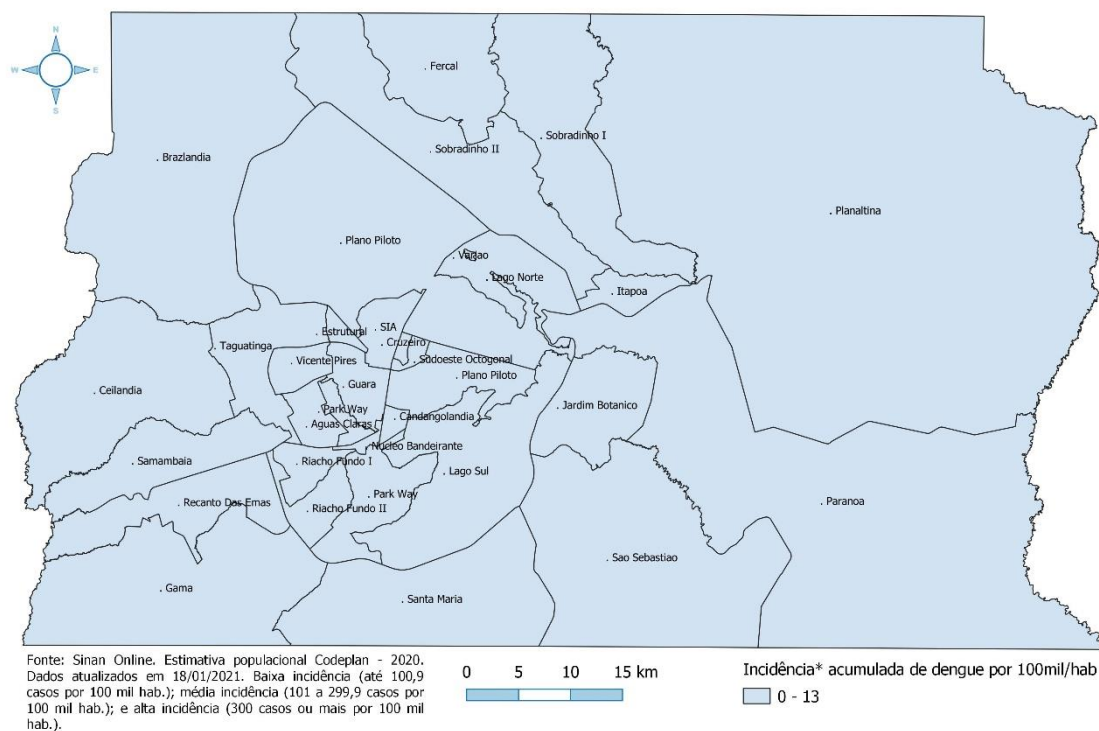 N
W E
S
. Fercal
. Sobradinho I
. Sobradinho II
. Brazlandia
. Planaltina
. Plano Piloto
. Varjao
. Lago Norte
. Itapoa
. SIA
. Estrutural
. Cruzeiro
. Taguatinga
. Vicente Pires
. Sudoeste Octogonal
. Plano Piloto
. Guara
. Ceilandia
. Jardim Botanico
. Park Way
. Candangolandia
. Aguas Claras
. Nucleo Bandeirante
. Samambaia
. Riacho Fundo I
. Lago Sul
. Park Way
. Recanto Das Emas
. Riacho Fundo II
. Paranoa
. Sao Sebastiao
. Gama
. Santa Maria
Fonte: Sinan Online. Estimativa populacional Codeplan - 2020.
Dados atualizados em 18/01/2021. Baixa incidência (até 100,9
casos por 100 mil hab.); média incidência (101 a 299,9 casos por
100 mil hab.); e alta incidência (300 casos ou mais por 100 mil
hab.).
0 5 10 15 km
Incidência* acumulada de dengue por 100mil/hab
0 - 13